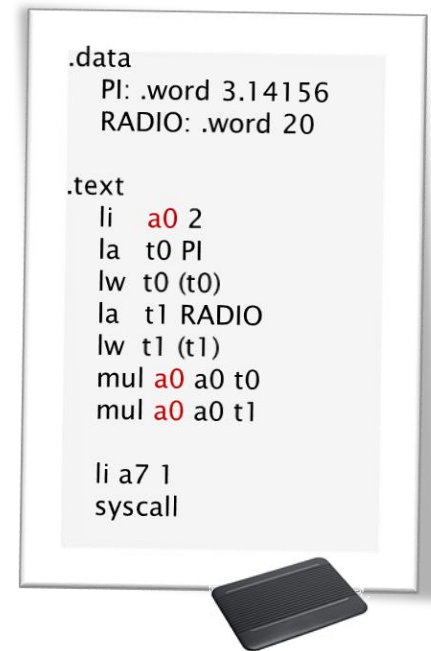 .data
PI: .word 3.14156
RADIO: .word 20
.text
li a0 2
la t0 PI
lw t0 (t0)
la t1 RADIO
lw t1 (t1)
mul a0 a0 t0
mul a0 a0 t1
li a7 1
syscall